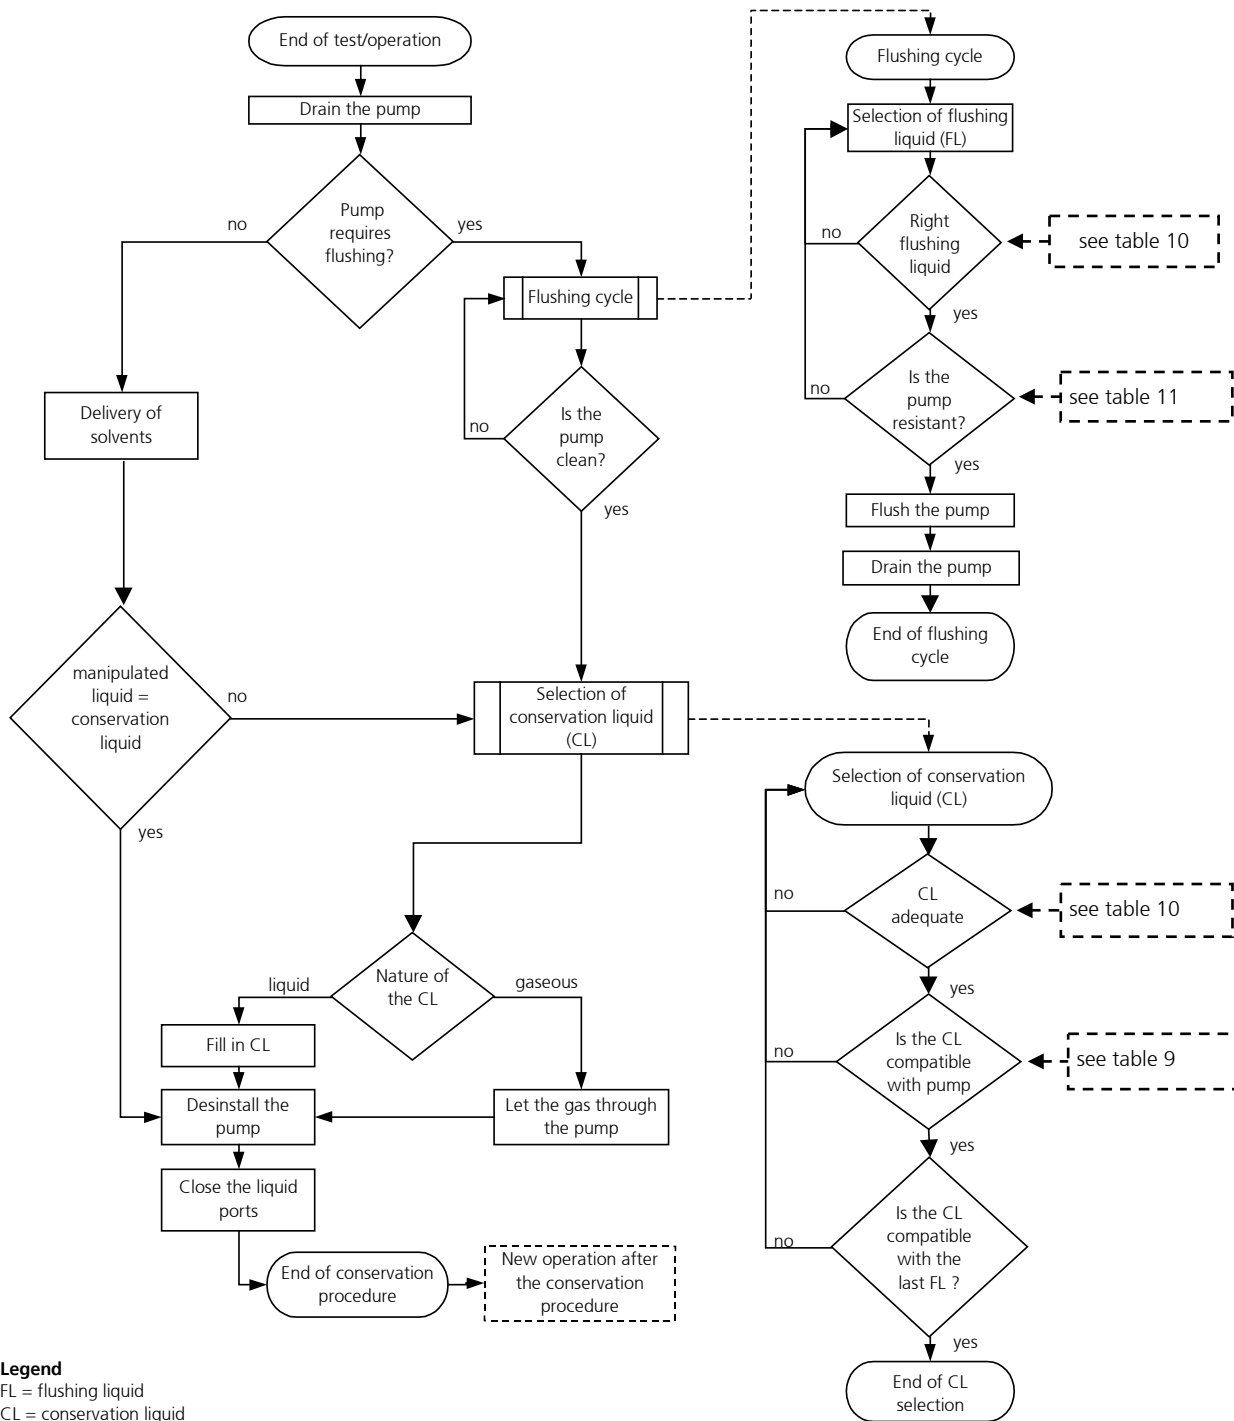 End of test/operation
Drain the pump
Pump
requires
flushing?
no
yes
Flushing cycle
Is the
pump
clean?
no
yes
Delivery of
solvents
manipulated
liquid =
conservation
liquid
no
yes
Selection of
conservation liquid
(CL)
Nature of
the CL
liquid
gaseous
Fill in CL
Desinstall the
pump
Let the gas through
the pump
Close the liquid
ports
End of conservation
procedure
New operation after
the conservation
procedure
Flushing cycle
Selection of flushing
liquid (FL)
Right
flushing
liquid
no
see table 10
yes
Is the
pump
resistant?
no
see table 11
yes
Flush the pump
Drain the pump
End of flushing
cycle
Selection of conservation
liquid (CL)
CL
adequate
no
see table 10
yes
Is the CL
compatible
with pump
no
see table 9
yes
Is the CL
compatible
with the
last FL ?
no
yes
End of CL
selection
Legend
FL = flushing liquid
CL = conservation liquid